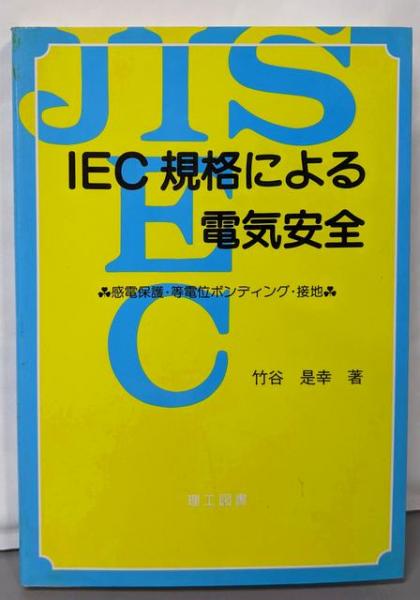 JIS
IEC 規格による
電気安全
☘感電保護・等電位ボンディング・接地☘
竹谷 是幸 著
理工図書